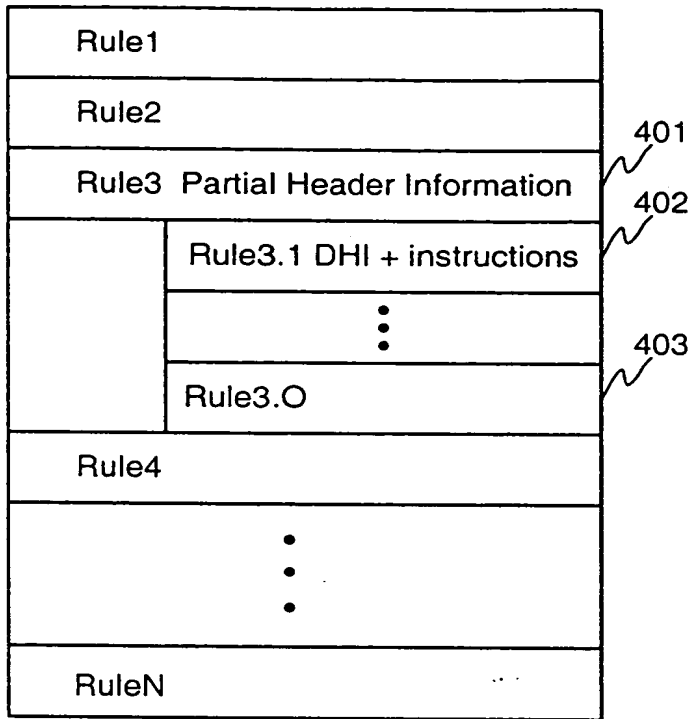 Rule1
Rule2
401
Rule3 Partial Header Information
402
Rule3.1 DHI + instructions
403
Rule3.O
Rule4
RuleN